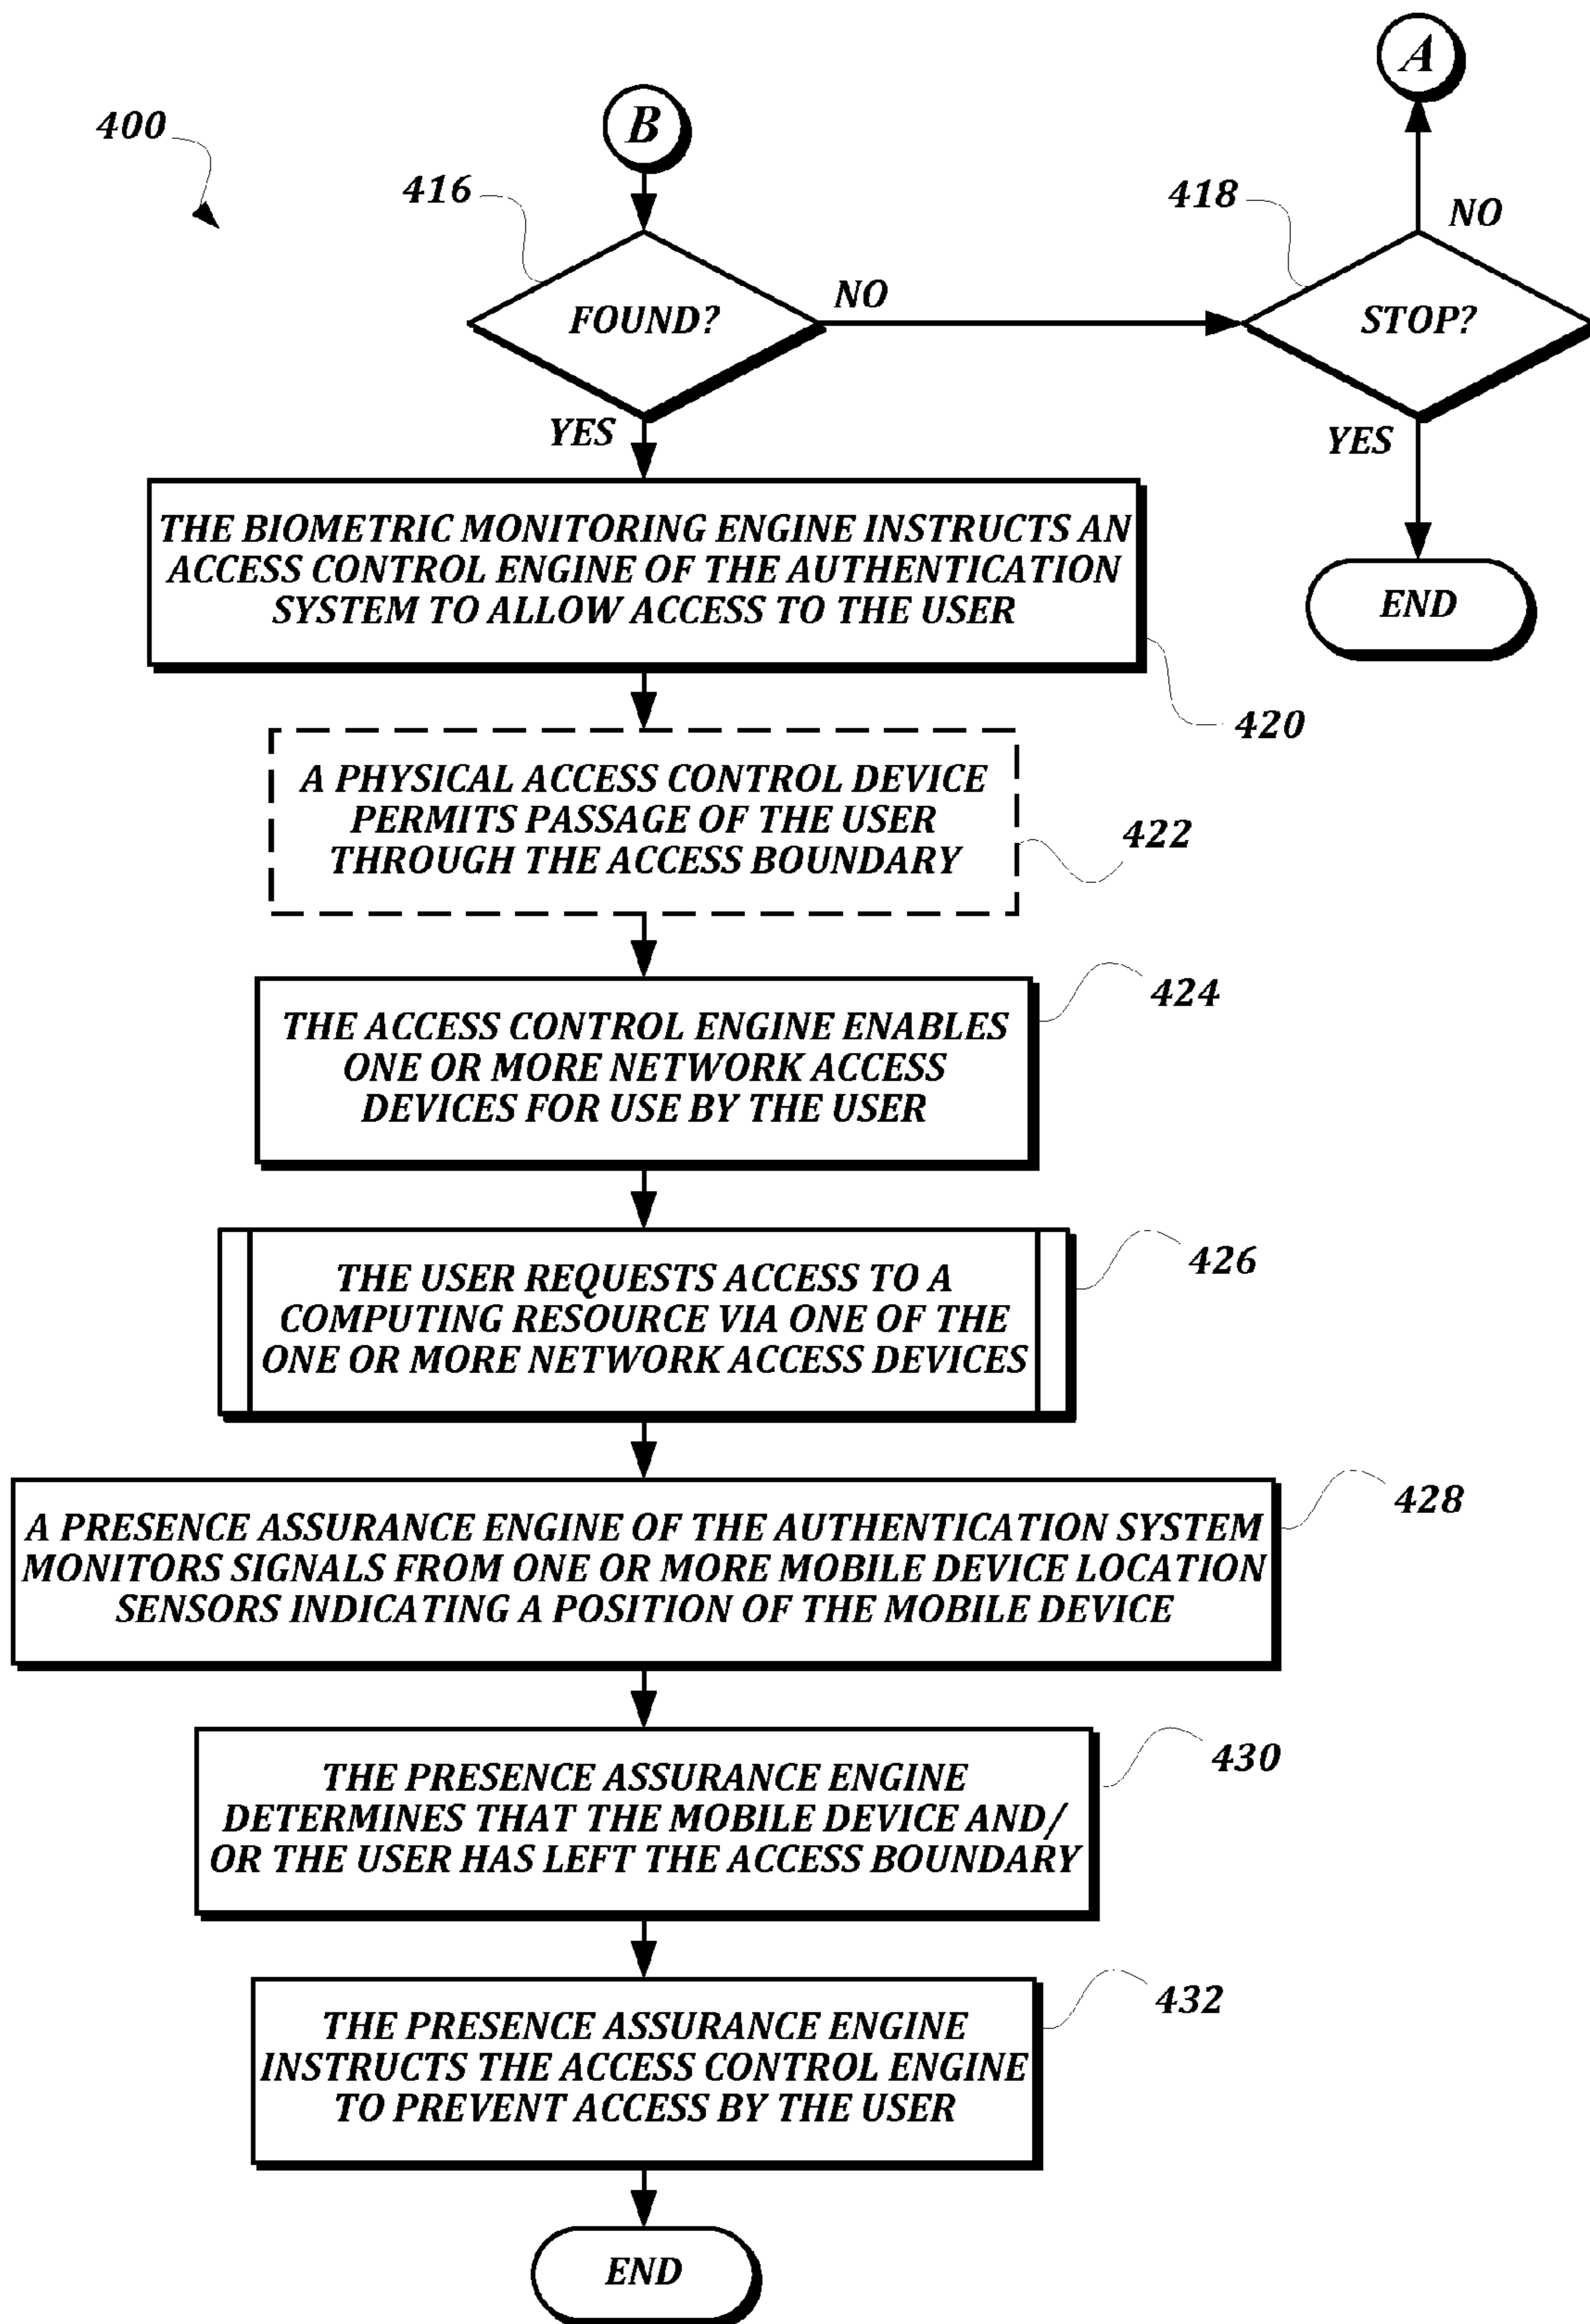 A
400
B
416
418
NO
FOUND?
NO
STOP?
YES
YES
THE BIOMETRIC MONITORING ENGINE INSTRUCTS AN
ACCESS CONTROL ENGINE OF THE AUTHENTICATION
SYSTEM TO ALLOW ACCESS TO THE USER
END
420
A PHYSICAL ACCESS CONTROL DEVICE
PERMITS PASSAGE OF THE USER
THROUGH THE ACCESS BOUNDARY
422
424
THE ACCESS CONTROL ENGINE ENABLES
ONE OR MORE NETWORK ACCESS
DEVICES FOR USE BY THE USER
426
THE USER REQUESTS ACCESS TO A
COMPUTING RESOURCE VIA ONE OF THE
ONE OR MORE NETWORK ACCESS DEVICES
428
A PRESENCE ASSURANCE ENGINE OF THE AUTHENTICATION SYSTEM
MONITORS SIGNALS FROM ONE OR MORE MOBILE DEVICE LOCATION
SENSORS INDICATING A POSITION OF THE MOBILE DEVICE
430
THE PRESENCE ASSURANCE ENGINE
DETERMINES THAT THE MOBILE DEVICE AND/
OR THE USER HAS LEFT THE ACCESS BOUNDARY
432
THE PRESENCE ASSURANCE ENGINE
INSTRUCTS THE ACCESS CONTROL ENGINE
TO PREVENT ACCESS BY THE USER
END